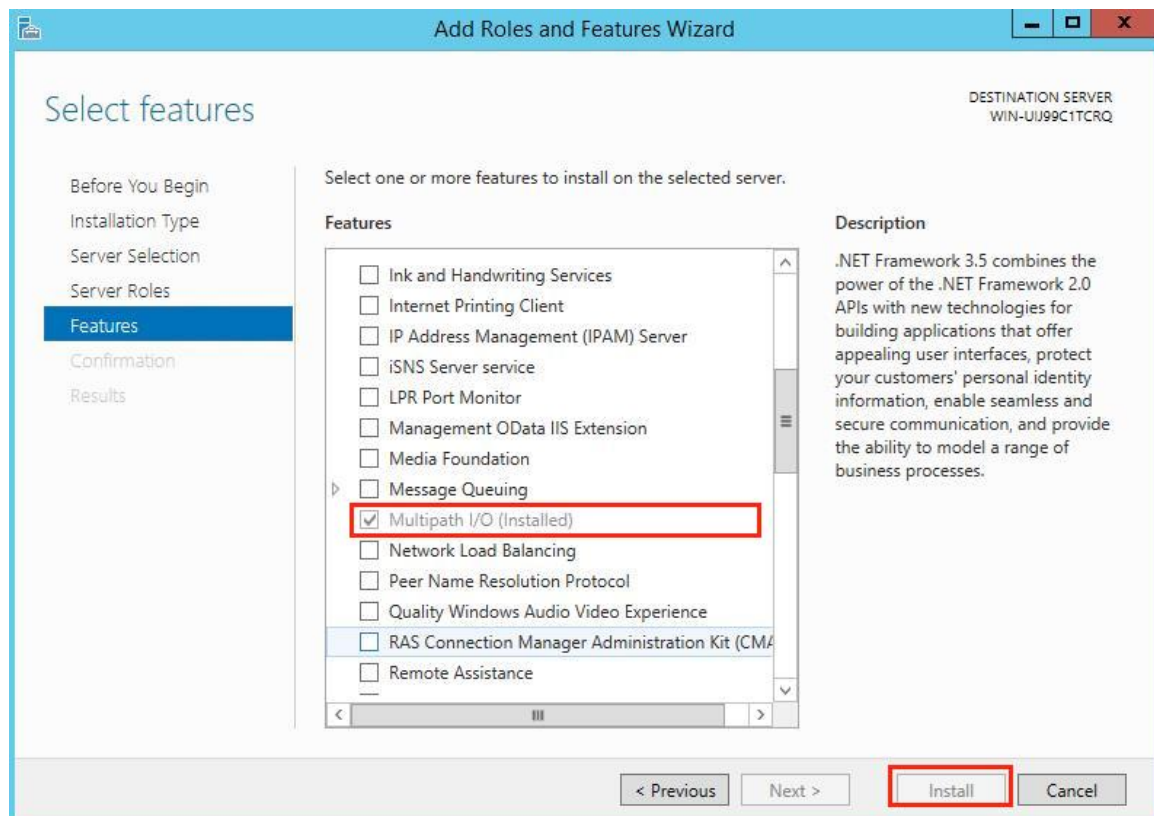 Add Roles and Features Wizard
Select features
DESTINATION SERVER
WIN-UIJ99C1TCRQ
Before You Begin
Installation Type
Server Selection
Server Roles
Features
Confirmation
Results
Select one or more features to install on the selected server.
Features
Ink and Handwriting Services
Internet Printing Client
IP Address Management (IPAM) Server
iSNS Server service
LPR Port Monitor
Management OData IIS Extension
Media Foundation
Message Queuing
Multipath I/O (Installed)
Network Load Balancing
Peer Name Resolution Protocol
Quality Windows Audio Video Experience
RAS Connection Manager Administration Kit (CMA
Remote Assistance
Description
.NET Framework 3.5 combines the
power of the .NET Framework 2.0
APIs with new technologies for
building applications that offer
appealing user interfaces, protect
your customers' personal identity
information, enable seamless and
secure communication, and provide
the ability to model a range of
business processes.
< Previous
Next >
Install
Cancel